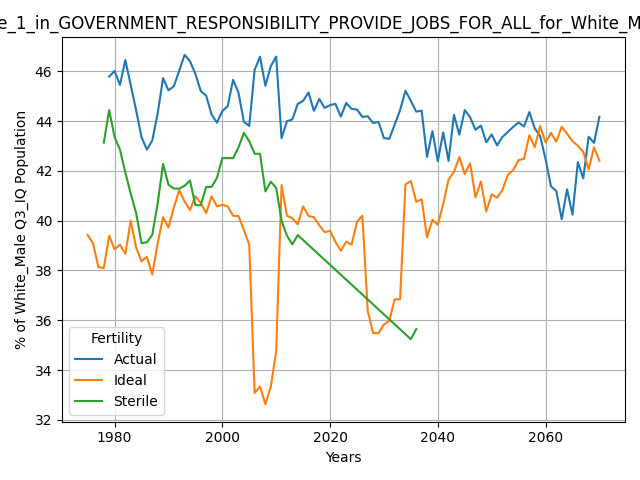 e_1_in_GOVERNMENT_RESPONSIBILITY_PROVIDE_JOBS_FOR_ALL_for_White_M
% of White_Male Q3_IQ Population
46
44
42
40
38
36
34
32
Fertility
Actual
Ideal
Sterile
1980 2000 2020 2040 2060
Years